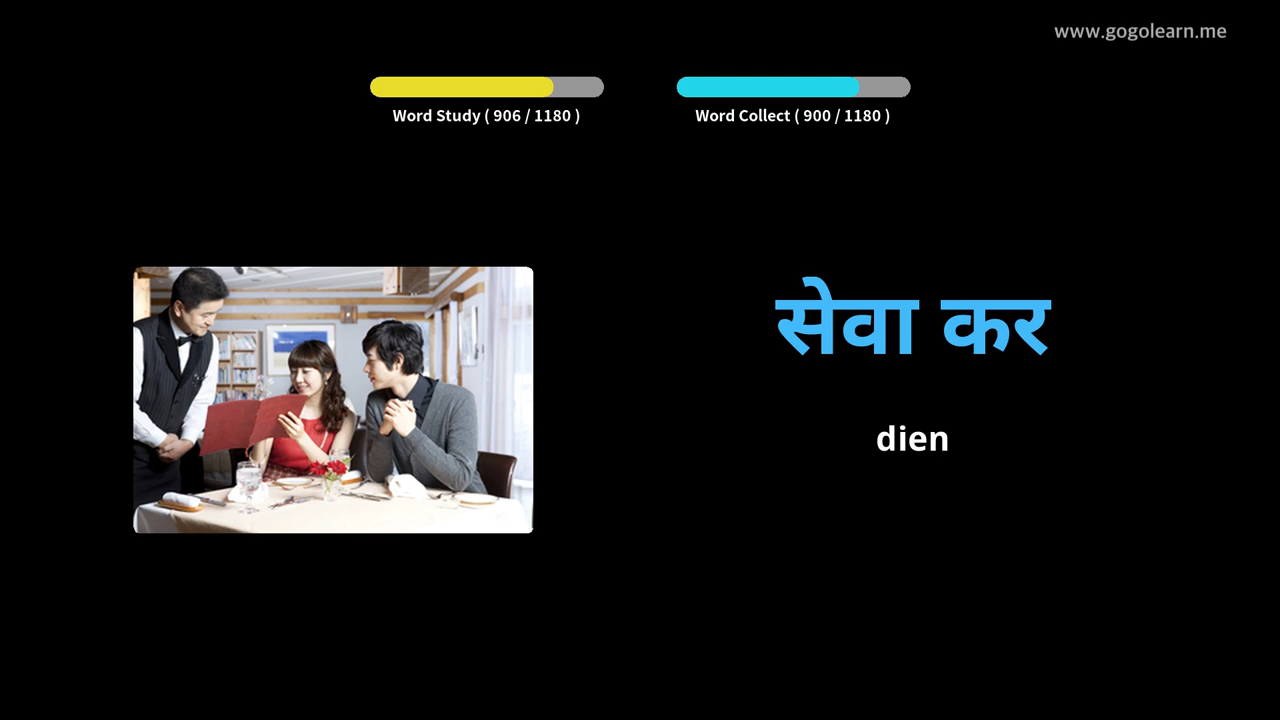 www.gogolearn.me
Word Study ( 906 / 1180 )
Word Collect ( 900 / 1180 )
सेवा कर
dien